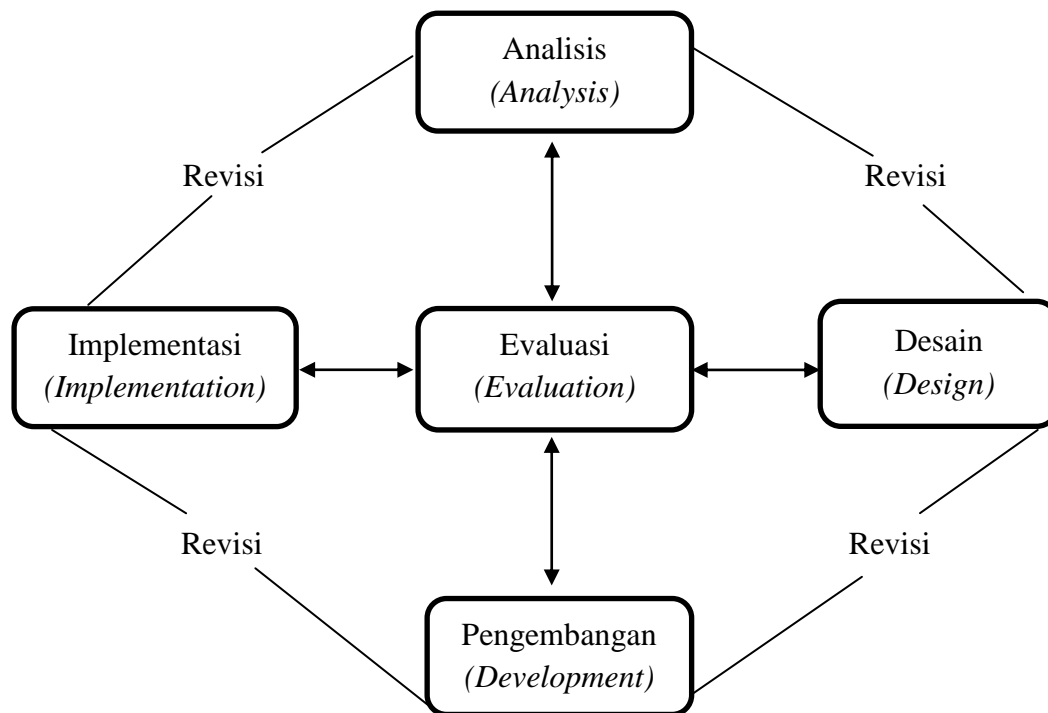 Analisis
(Analysis)
Revisi
Revisi
Implementasi
(Implementation)
Evaluasi
(Evaluation)
Desain
(Design)
Revisi
Revisi
Pengembangan
(Development)